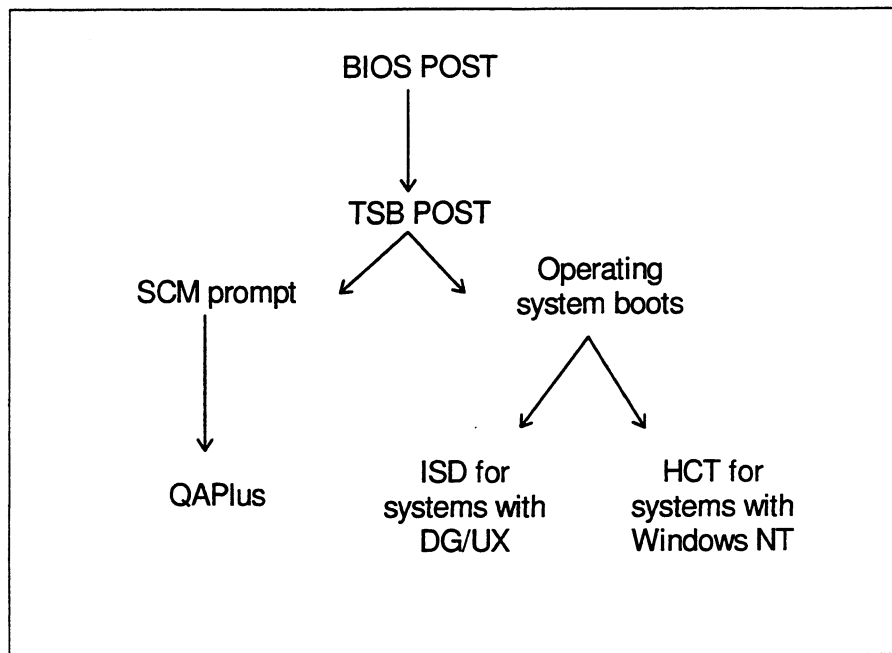 BIOS POST
TSB POST
SCM prompt
Operating
system boots
QAPlus
ISD for
systems with
DG/UX
HCT for
systems with
Windows NT